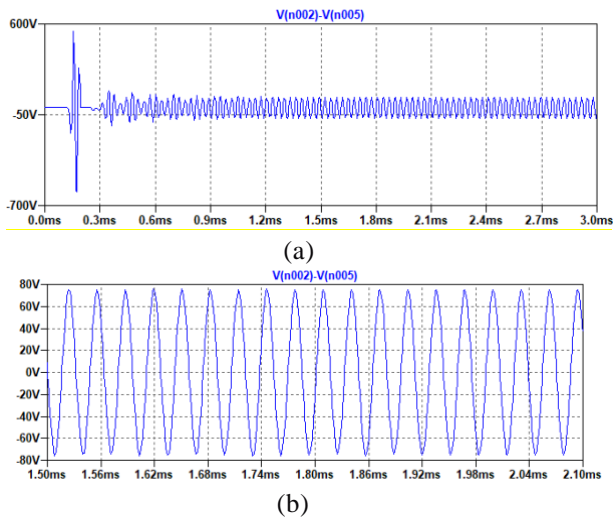 V(n002)-V(n005)
600V
-50V
-700V
0.0ms 0.3ms 0.6ms 0.9ms 1.2ms 1.5ms 1.8ms 2.1ms 2.4ms 2.7ms 3.0ms
(a)
V(n002)-V(n005)
80V
60V
40V
20V
0V
-20V
-40V
-60V
-80V
1.50ms 1.56ms 1.62ms 1.68ms 1.74ms 1.80ms 1.86ms 1.92ms 1.98ms 2.04ms 2.10ms
(b)